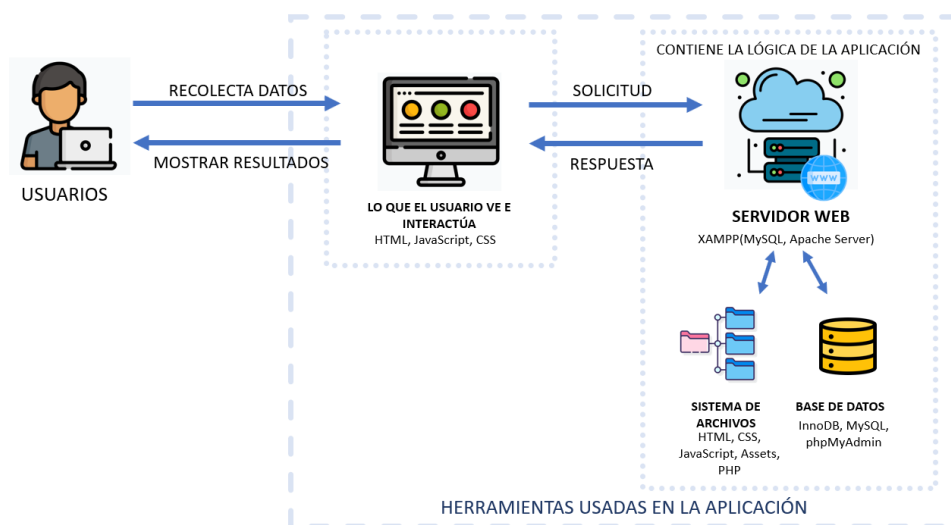 CONTIENE LA LÓGICA DE LA APLICACIÓN
RECOLECTA DATOS
MOSTRAR RESULTADOS
USUARIOS
SOLICITUD
RESPUESTA
LO QUE EL USUARIO VE E
INTERACTÚA
HTML, JavaScript, CSS
WWW
SERVIDOR WEB
XAMPP(MySQL, Apache Server)
SISTEMA DE
ARCHIVOS
HTML, CSS,
JavaScript, Assets,
PHP
BASE DE DATOS
InnoDB, MySQL,
phpMyAdmin
HERRAMIENTAS USADAS EN LA APLICACIÓN